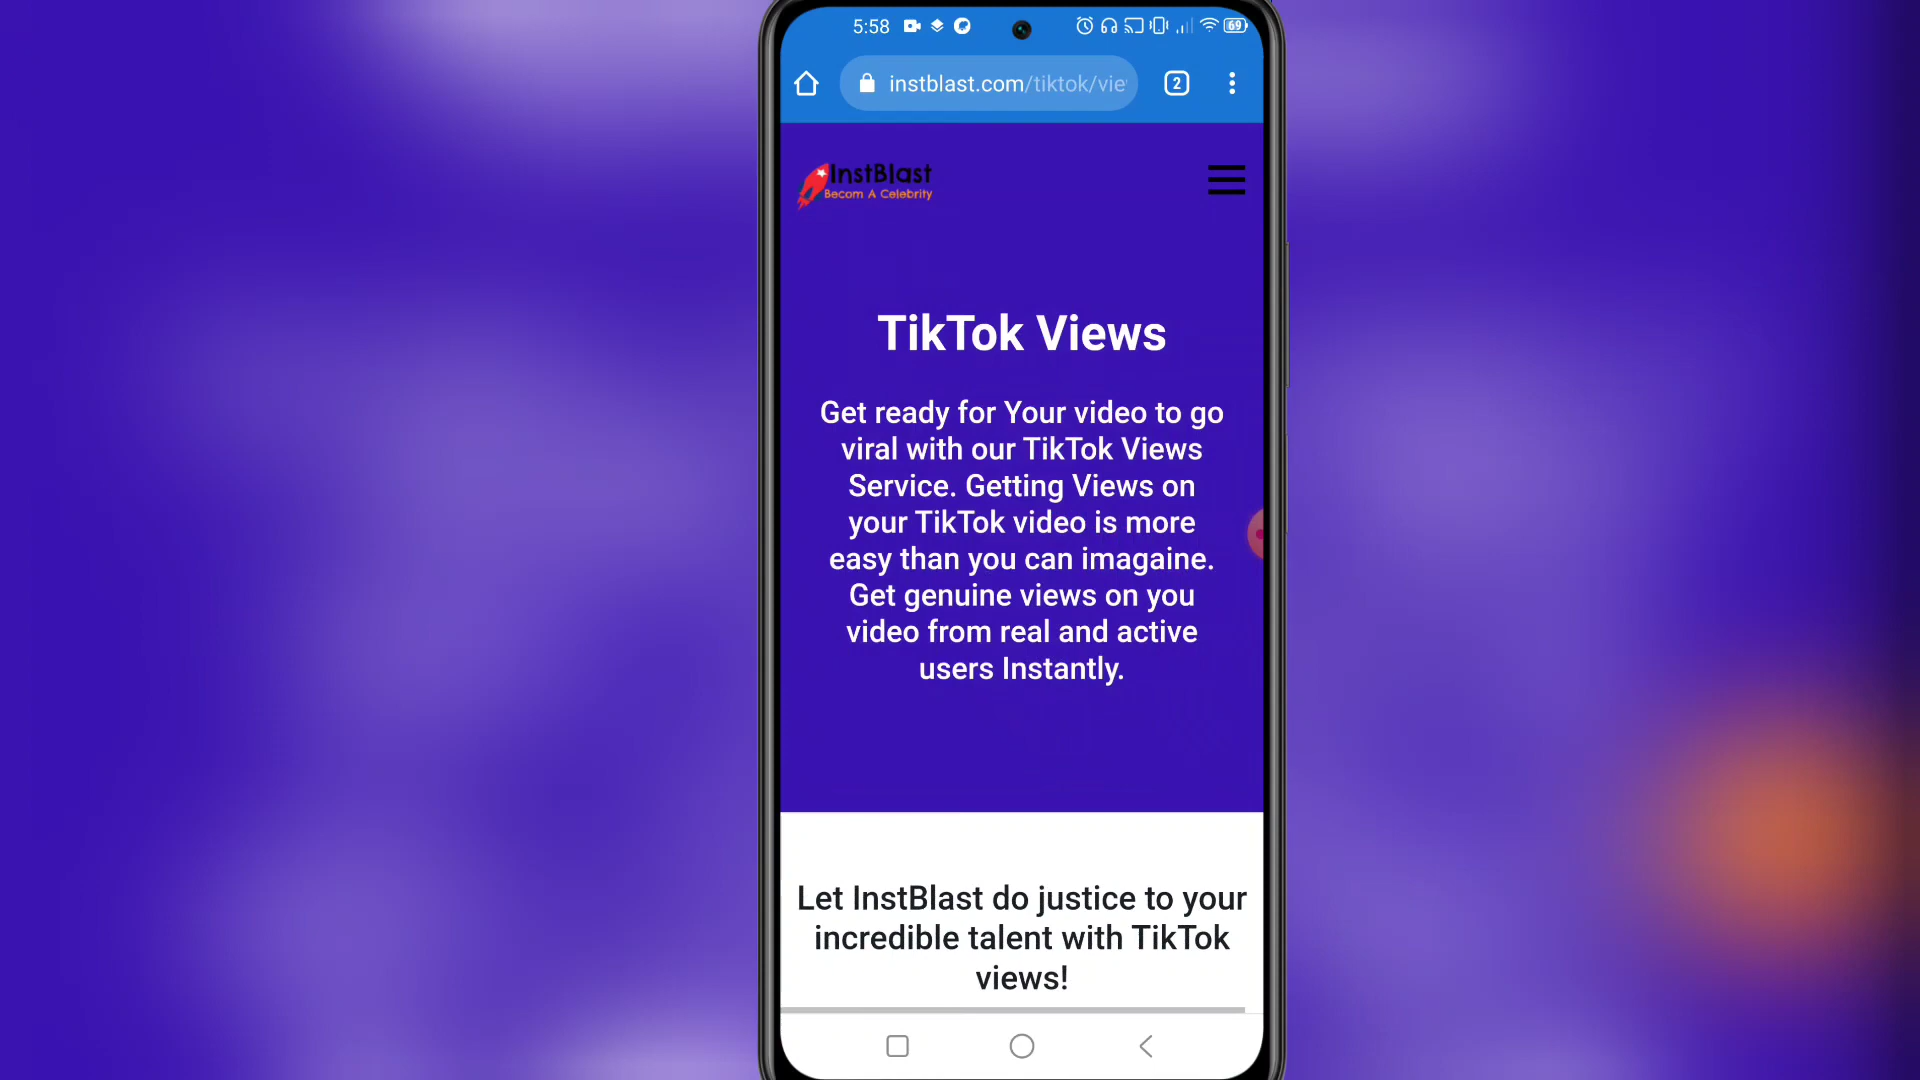 5:58
69
instblast.com/tiktok/vie
2
InstBlast
Becom A Celebrity
TikTok Views
Get ready for Your video to go
viral with our TikTok Views
Service. Getting Views on
your TikTok video is more
easy than you can imagaine.
Get genuine views on you
video from real and active
users Instantly.
Let InstBlast do justice to your
incredible talent with TikTok
views!